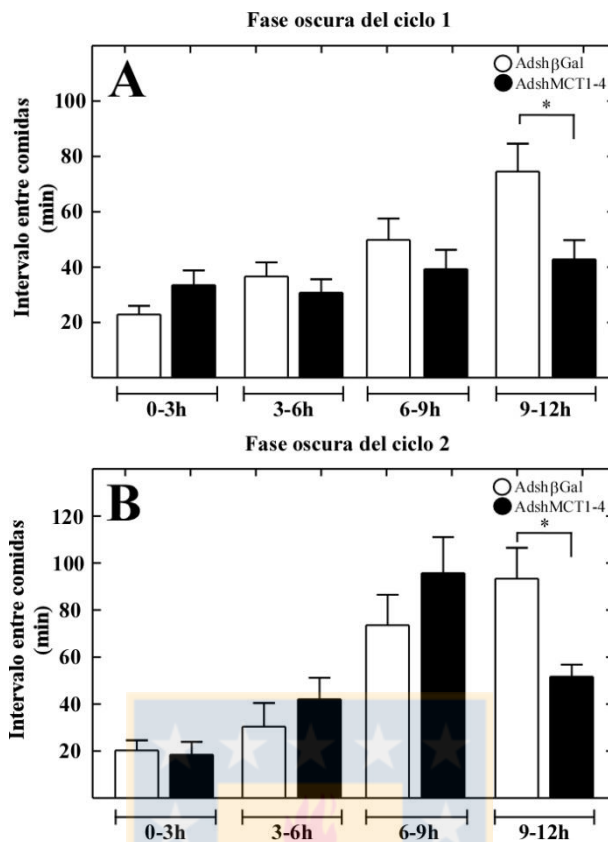 Fase oscura del ciclo 1
A
AdshβGal
AdshMCT1-4
*
Intervalo entre comidas
(min)
100
80
60
40
20
0-3h
3-6h
6-9h
9-12h
Fase oscura del ciclo 2
B
AdshβGal
AdshMCT1-4
*
Intervalo entre comidas
(min)
120
100
80
60
40
20
0-3h
3-6h
6-9h
9-12h